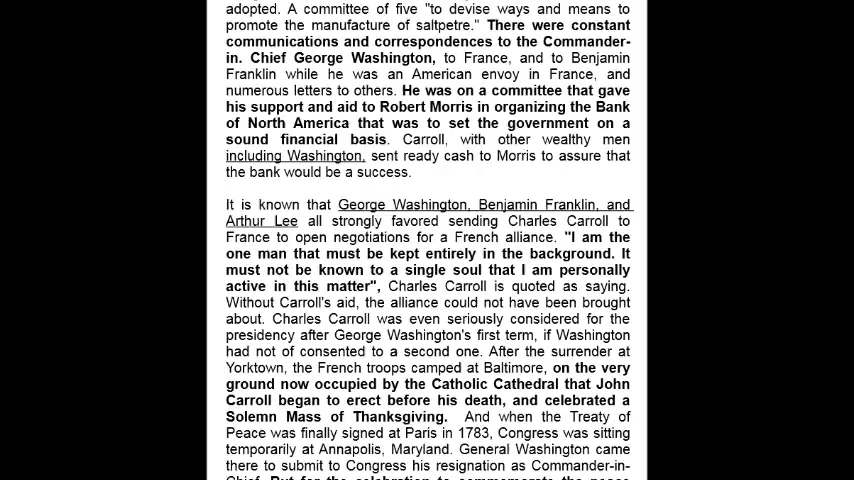 adopted. A committee of five "to devise ways and means to
promote the manufacture of saltpetre." There were constant
communications and correspondences to the Commander-
in. Chief George Washington, to France, and to Benjamin
Franklin while he was an American envoy in France, and
numerous letters to others. He was on a committee that gave
his support and aid to Robert Morris in organizing the Bank
of North America that was to set the government on a
sound financial basis. Carroll, with other wealthy men
including Washington, sent ready cash to Morris to assure that
the bank would be a success.
It is known that George Washington, Benjamin Franklin, and
Arthur Lee all strongly favored sending Charles Carroll to
France to open negotiations for a French alliance. "I am the
one man that must be kept entirely in the background. It
must not be known to a single soul that I am personally
active in this matter", Charles Carroll is quoted as saying.
Without Carroll's aid, the alliance could not have been brought
about. Charles Carroll was even seriously considered for the
presidency after George Washington's first term, if Washington
had not of consented to a second one. After the surrender at
Yorktown, the French troops camped at Baltimore, on the very
ground now occupied by the Catholic Cathedral that John
Carroll began to erect before his death, and celebrated a
Solemn Mass of Thanksgiving. And when the Treaty of
Peace was finally signed at Paris in 1783, Congress was sitting
temporarily at Annapolis, Maryland. General Washington came
there to submit to Congress his resignation as Commander-in-
Chief. But for the celebration to commemorate the peace